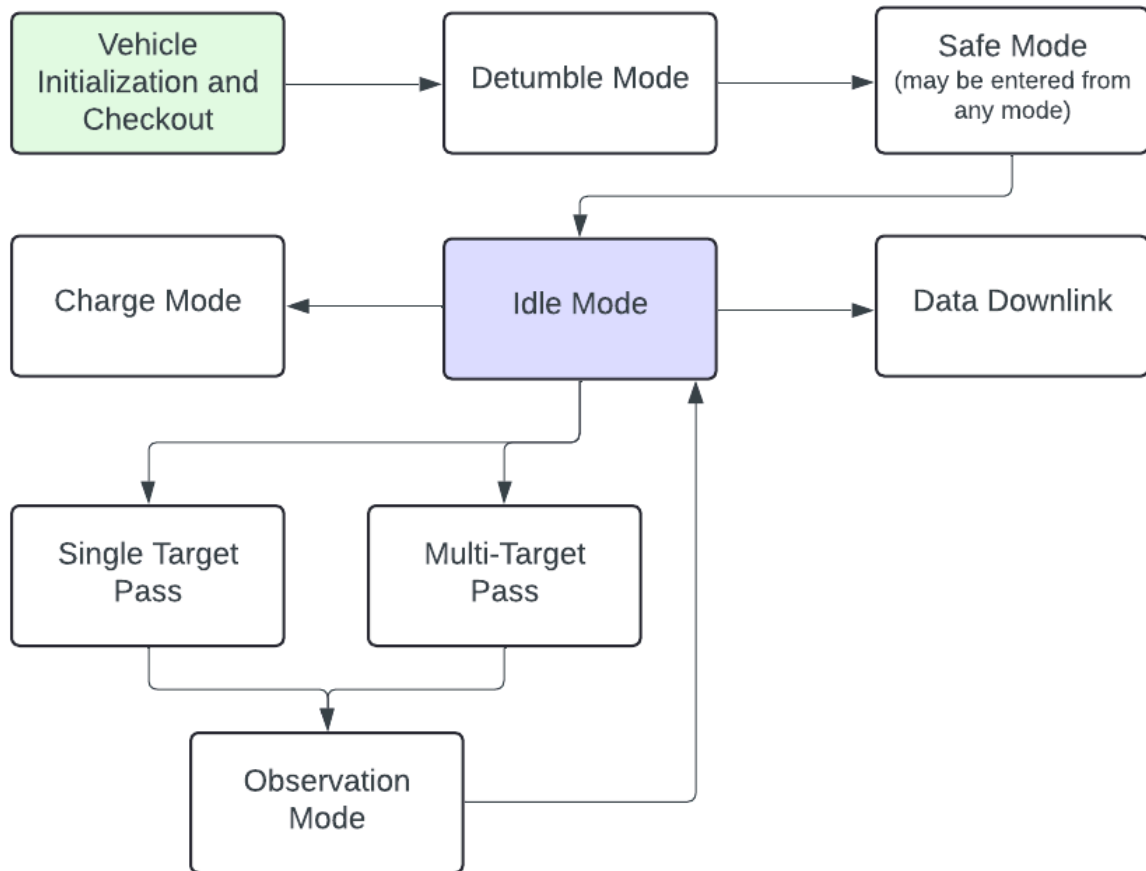 Vehicle
Initialization and
Checkout
Detumble Mode
Safe Mode
(may be entered from
any mode)
Charge Mode
Idle Mode
Data Downlink
Single Target
Pass
Multi-Target
Pass
Observation
Mode